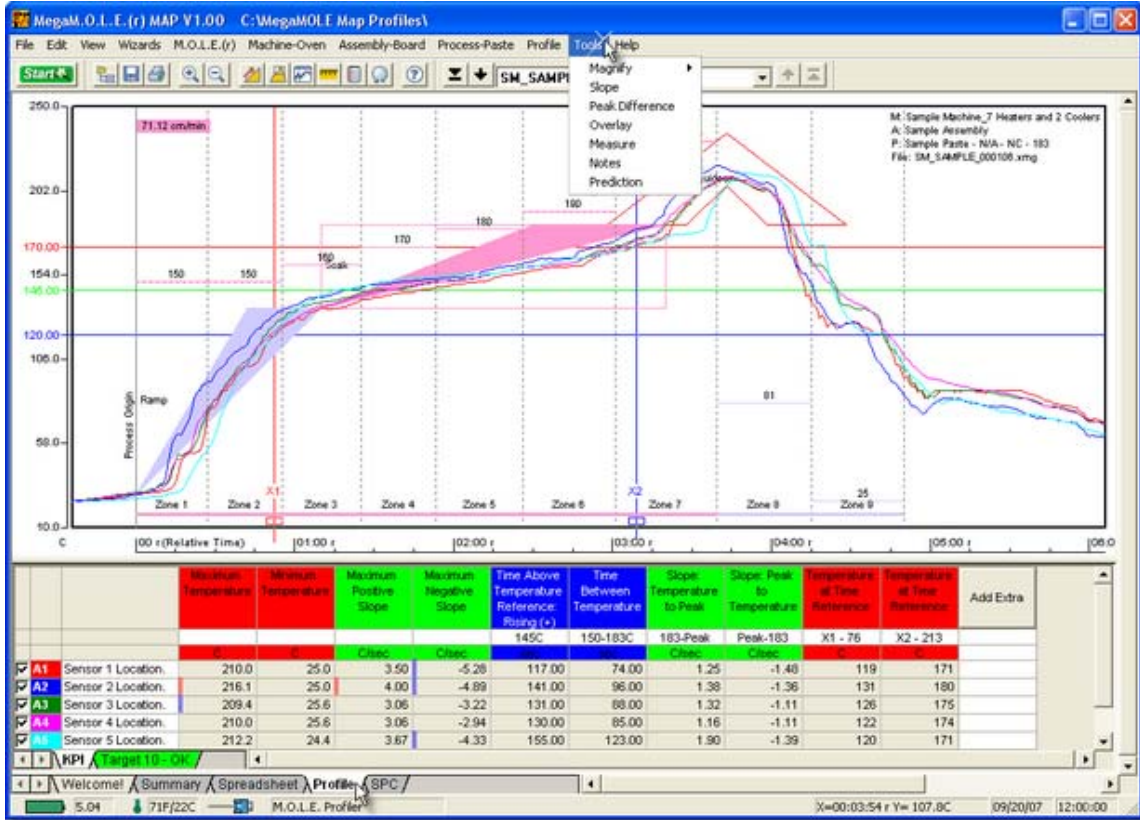 MegaM.O.L.E.(r) MAP V1.00 C:\MegaMOLE Map Profiles\
File Edit View Wizards M.O.L.E.(r) Machine-Oven Assembly-Board Process-Paste Profile Tools Help
Start SM_SAMPL
Magnify
Slope
Peak Difference
Overlay
Measure
Notes
Prediction
250.0
71.12 cm/min
M: Sample Machine_7 Heaters and 2 Coolers
A: Sample Assembly
P: Sample Paste - N/A - NC - 183
File: SM_SAMPLE_000106.xmg
202.0
190
180
170
170.00
160
Soak
154.0
150 150
145.00
120.00
106.0
81
Process Origin
Ramp
58.0
X1 X2
25
Zone 1 Zone 2 Zone 3 Zone 4 Zone 5 Zone 6 Zone 7 Zone 8 Zone 9
10.0
C 00 r(Relative Time) 01:00 r 02:00 r 03:00 r 04:00 r 05:00 r 06:0
Maximum Temperature Minimum Temperature Maximum Positive Slope Maximum Negative Slope Time Above Temperature Reference: Rising (+) Time Between Temperature Slope: Temperature to Peak Slope: Peak to Temperature Temperature at Time Reference Temperature at Time Reference Add Extra
145C 150-183C 183-Peak Peak-183 X1 - 76 X2 - 213
C C C/sec C/sec C/sec C/sec C C
A1 Sensor 1 Location. 210.0 25.0 3.50 -5.28 117.00 74.00 1.25 -1.48 119 171
A2 Sensor 2 Location. 216.1 25.0 4.00 -4.89 141.00 96.00 1.38 -1.36 131 180
A3 Sensor 3 Location. 209.4 25.6 3.06 -3.22 131.00 88.00 1.32 -1.11 126 175
A4 Sensor 4 Location. 210.0 25.6 3.06 -2.94 130.00 85.00 1.16 -1.11 122 174
A5 Sensor 5 Location. 212.2 24.4 3.67 -4.33 155.00 123.00 1.90 -1.39 120 171
KPI Target 10 - OK
Welcome! Summary Spreadsheet Profile SPC
5.04 71F/22C M.O.L.E. Profiler X=00:03:54 r Y= 107.8C 09/20/07 12:00:00